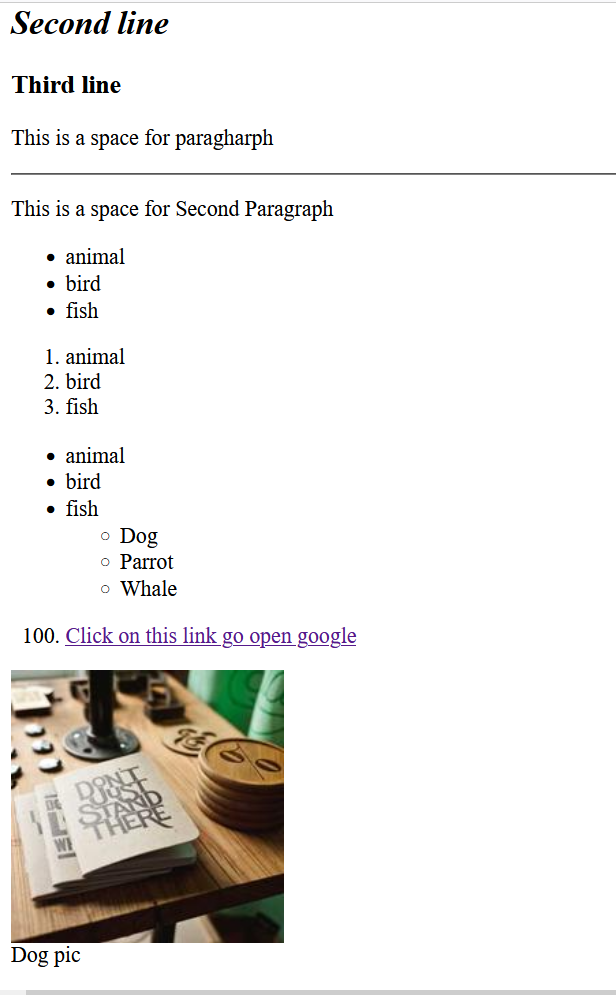 Second line
Third line
This is a space for paragharph
This is a space for Second Paragraph
• animal
• bird
• fish
1. animal
2. bird
3. fish
• animal
• bird
• fish
○ Dog
○ Parrot
○ Whale
100. Click on this link go open google
DON'T
JUST
STAND
THERE
Dog pic